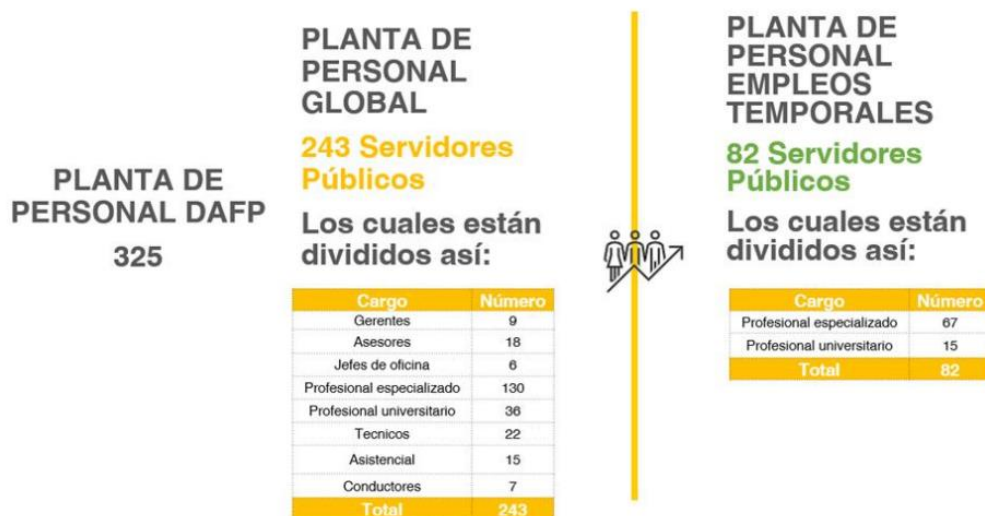 PLANTA DE
PERSONAL DAFP
325
PLANTA DE
PERSONAL
GLOBAL
243 Servidores
Públicos
Los cuales están
divididos así:
Cargo Número
Gerentes 9
Asesores 18
Jefes de oficina 6
Profesional especializado 130
Profesional universitario 36
Tecnicos 22
Asistencial 15
Conductores 7
Total 243
PLANTA DE
PERSONAL
EMPLEOS
TEMPORALES
82 Servidores
Públicos
Los cuales están
divididos así:
Cargo Número
Profesional especializado 67
Profesional universitario 15
Total 82